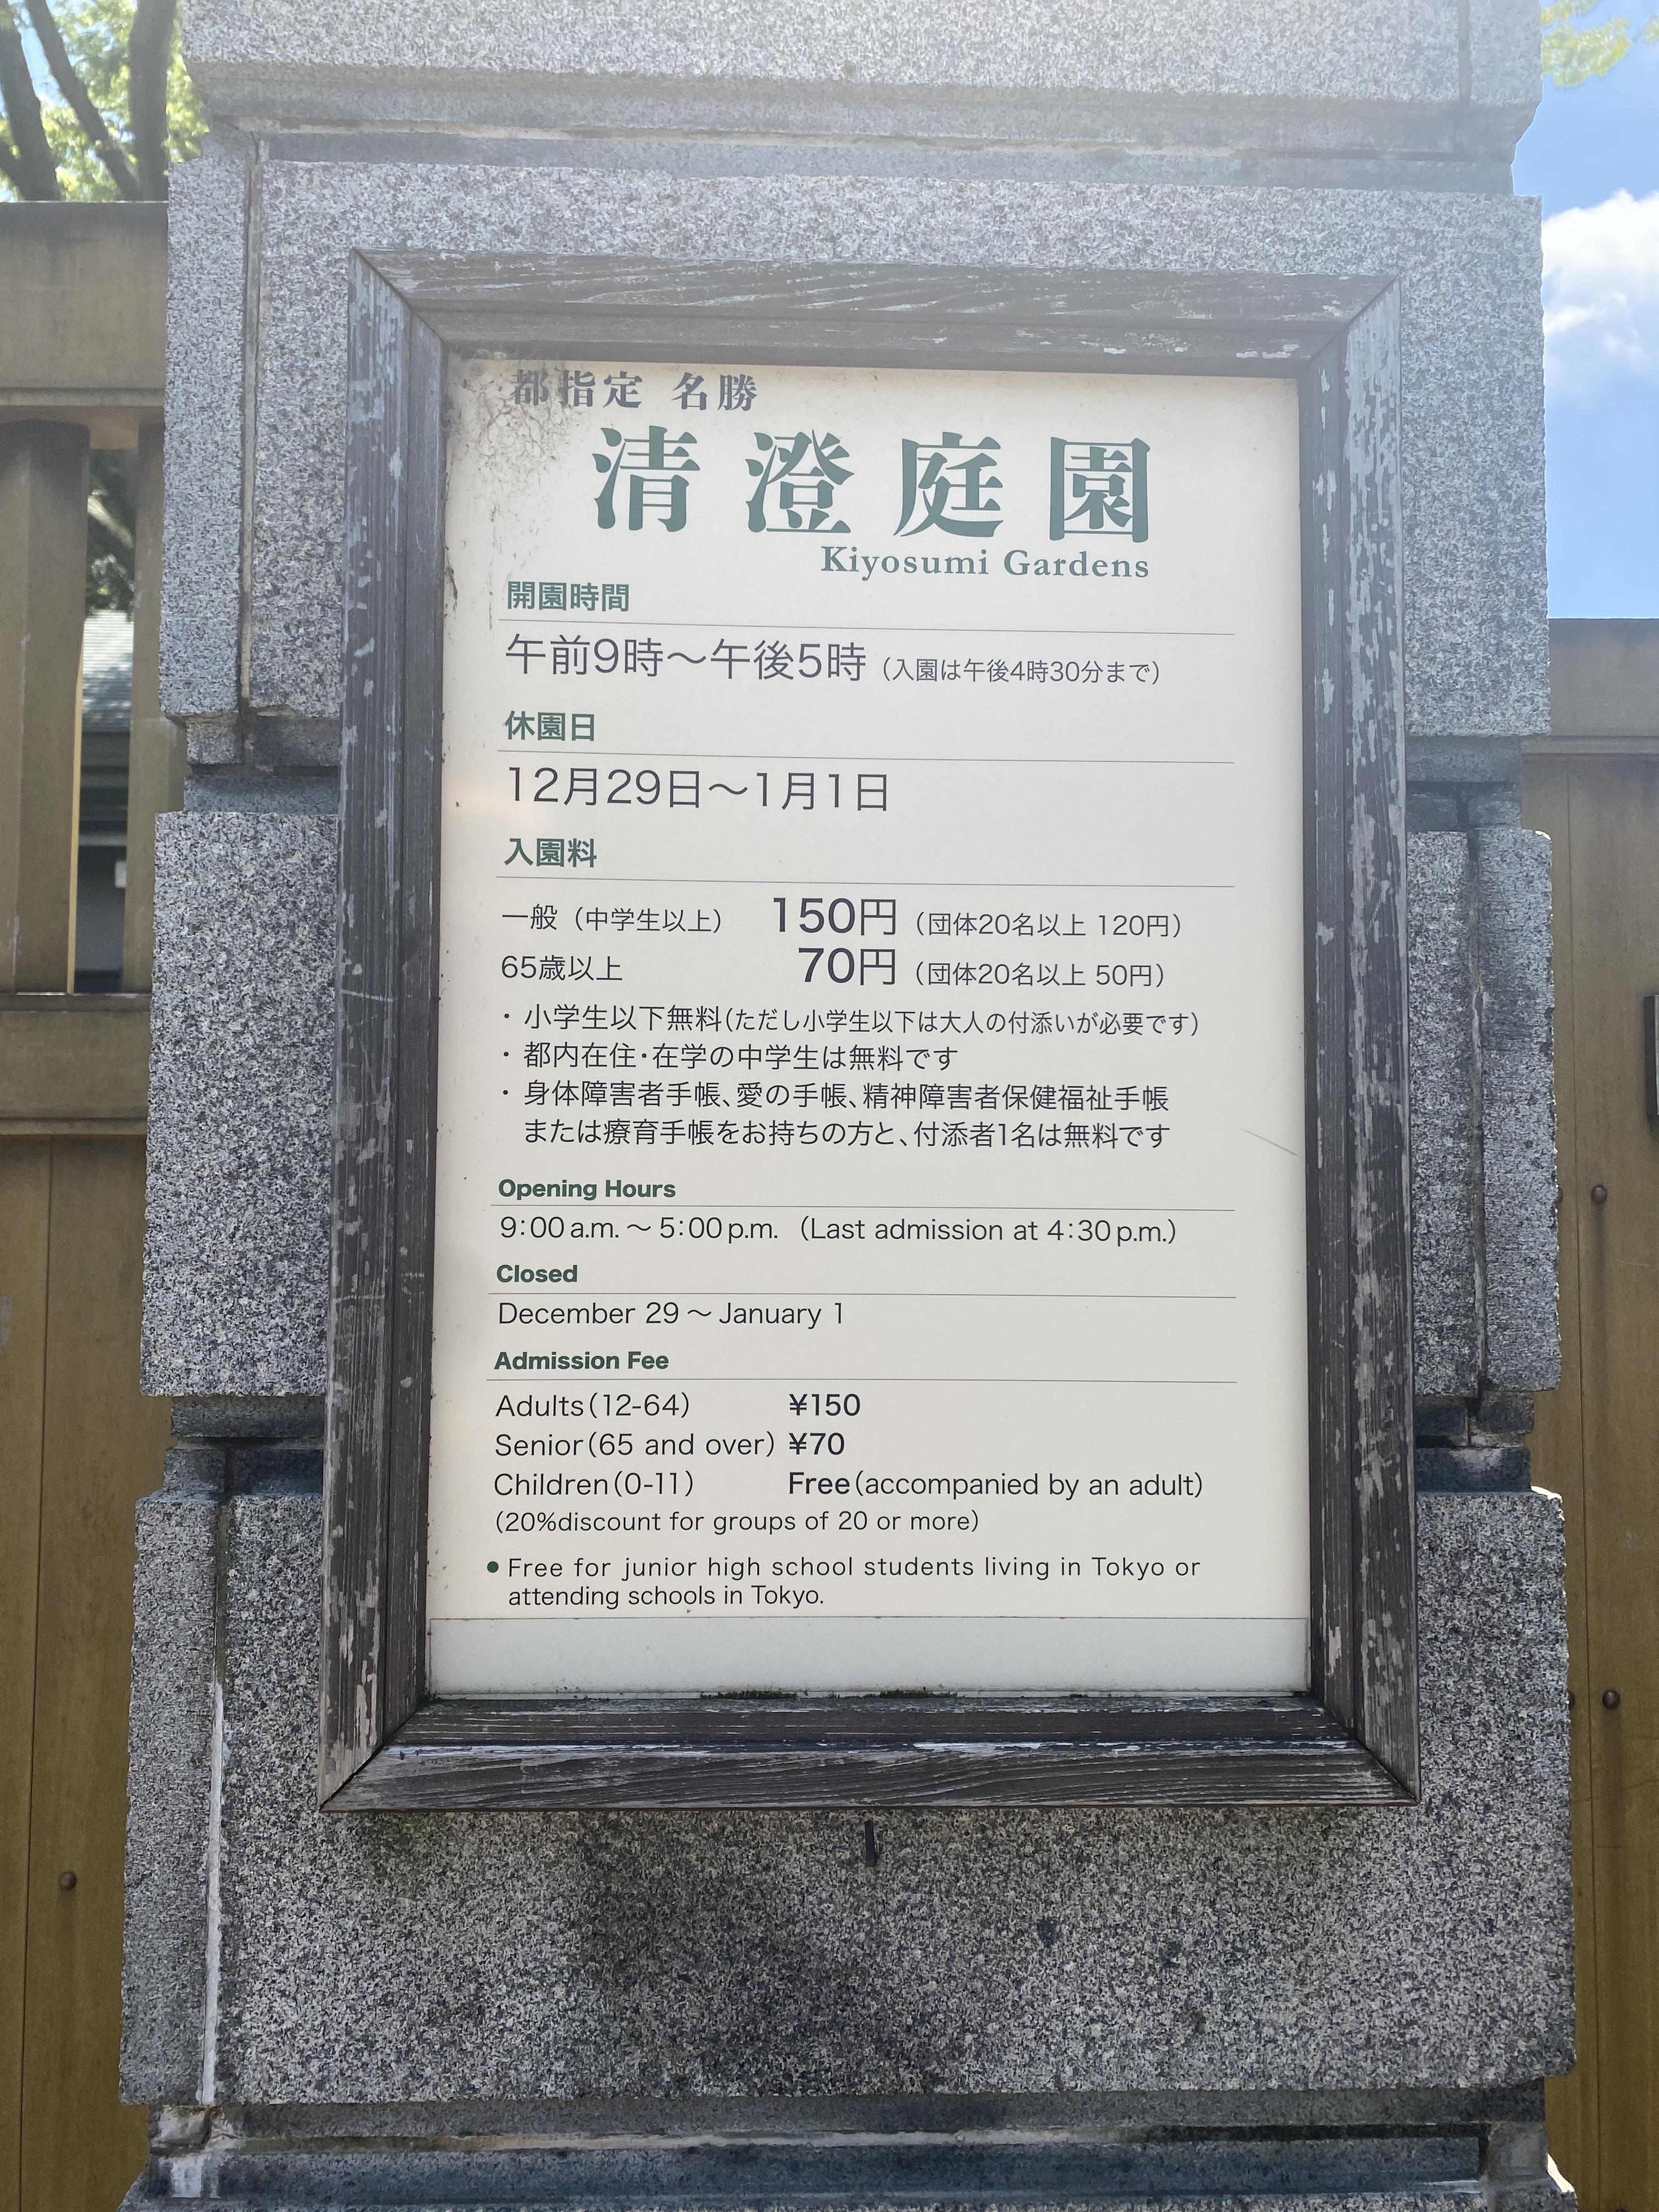 都指定 名勝
清澄庭園
Kiyosumi Gardens
開園時間
午前9時～午後5時（入園は午後4時30分まで）
休園日
12月29日～1月1日
入園料
一般（中学生以上） 150円（団体20名以上 120円）
65歳以上 70円（団体20名以上 50円）
・小学生以下無料（ただし小学生以下は大人の付添いが必要です）
・都内在住・在学の中学生は無料です
・身体障害者手帳、愛の手帳、精神障害者保健福祉手帳
または療育手帳をお持ちの方と、付添者1名は無料です
Opening Hours
9:00a.m.～5:00p.m. (Last admission at 4:30p.m.)
Closed
December 29～January 1
Admission Fee
Adults(12-64) ¥150
Senior(65 and over) ¥70
Children(0-11) Free(accompanied by an adult)
(20%discount for groups of 20 or more)
●Free for junior high school students living in Tokyo or
attending schools in Tokyo.